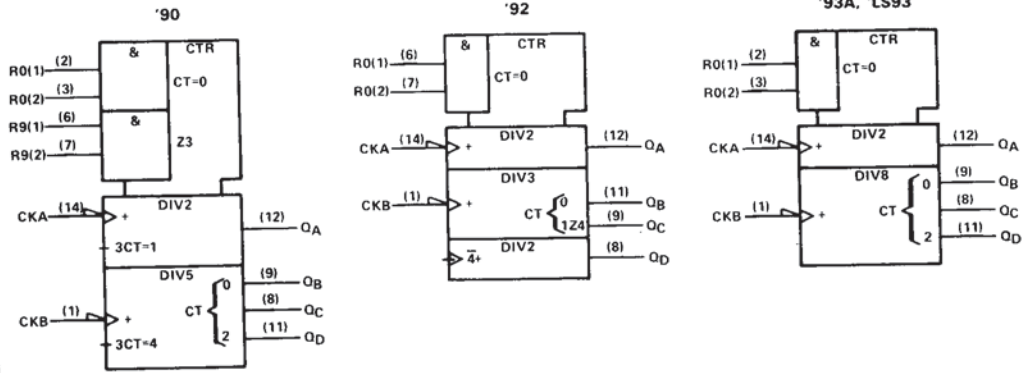 '90
&
CTR
R0(1) (2)
CT=0
R0(2) (3)
R9(1) (6)
&
Z3
R9(2) (7)
DIV2
CKA (14) +
(12) QA
3CT=1
DIV5
(9) QB
CT { 0
(8) QC
CKB (1) +
2
(11) QD
3CT=4
'92
&
CTR
R0(1) (6)
CT=0
R0(2) (7)
DIV2
CKA (14) +
(12) QA
DIV3
CKB (1) +
CT { 0
(11) QB
1Z4
(9) QC
DIV2
4+
(8) QD
'93A, 'LS93
&
CTR
R0(1) (2)
CT=0
R0(2) (3)
DIV2
CKA (14) +
(12) QA
DIV8
0
(9) QB
CKB (1) +
CT {
(8) QC
2
(11) QD